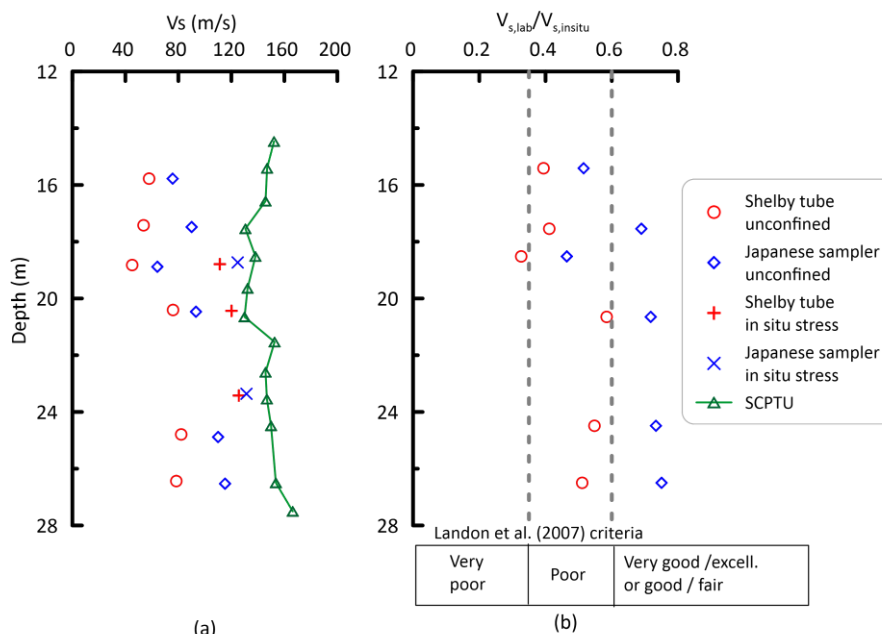 Vs (m/s)
0 40 80 120 160 200
12
16
20
24
28
Depth (m)
(a)
V_{s,lab}/V_{s,insitu}
0 0.2 0.4 0.6 0.8
12
16
20
24
28
Landon et al. (2007) criteria
Very
poor
Poor
Very good /excell.
or good / fair
(b)
Shelby tube
unconfined
Japanese sampler
unconfined
Shelby tube
in situ stress
Japanese sampler
in situ stress
SCPTU